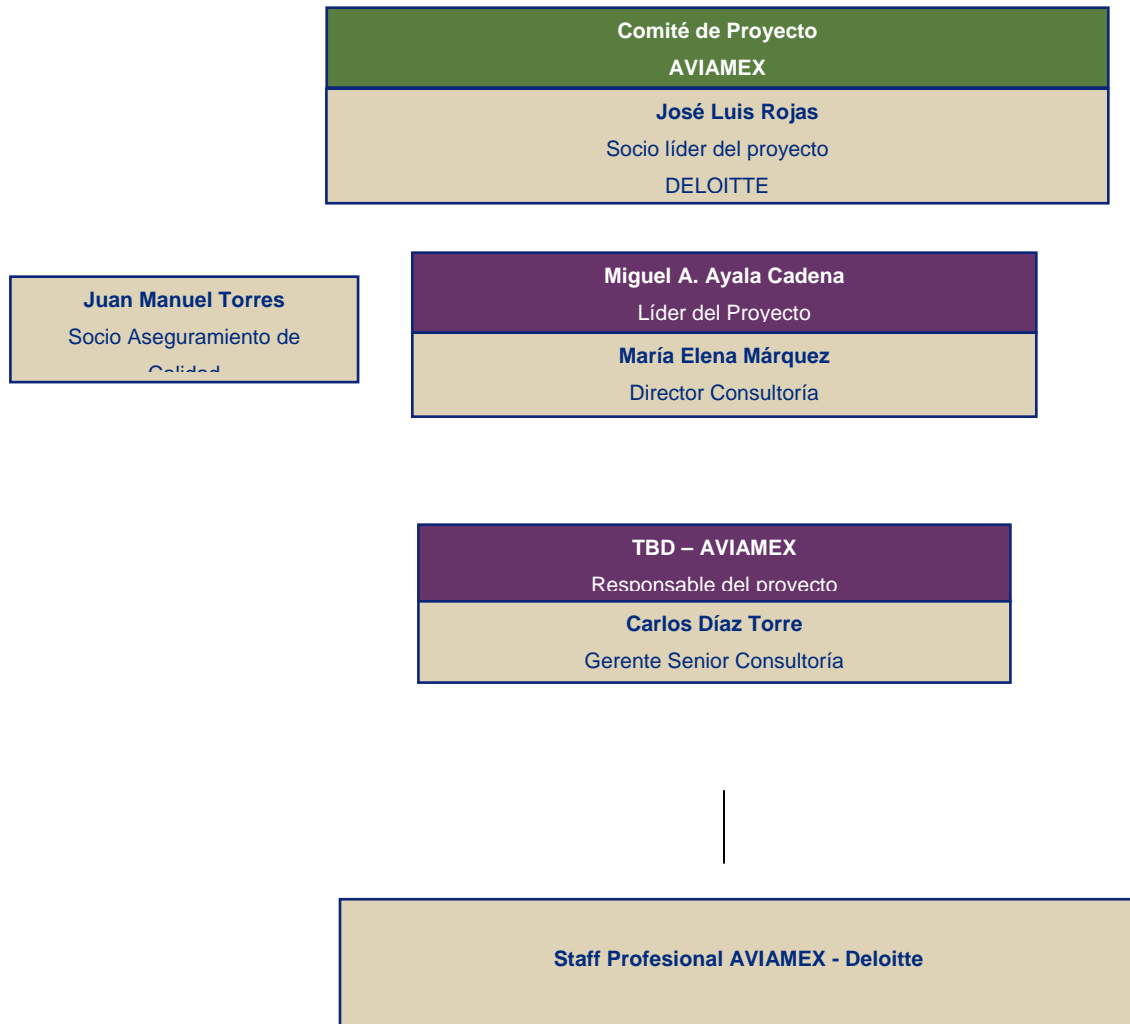 Comité de Proyecto
AVIAMEX
José Luis Rojas
Socio líder del proyecto
DELOITTE
Juan Manuel Torres
Socio Aseguramiento de
Calidad
Miguel A. Ayala Cadena
Líder del Proyecto
María Elena Márquez
Director Consultoría
TBD – AVIAMEX
Responsable del proyecto
Carlos Díaz Torre
Gerente Senior Consultoría
Staff Profesional AVIAMEX - Deloitte